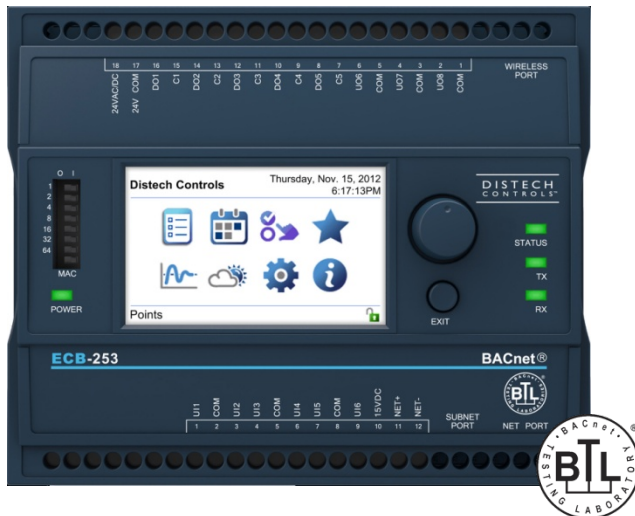 18 17 16 15 14 13 12 11 10 9 8 7 6 5 4 3 2 1
24VAC/DC 24V COM DO1 C1 DO2 C2 DO3 C3 DO4 C4 DO5 C5 UO6 COM UO7 COM UO8 COM
WIRELESS
PORT
O I
1
2
4
8
16
32
64
MAC
POWER
Distech Controls
Thursday, Nov. 15, 2012
6:17:13PM
Points
DISTECH
CONTROLS™
STATUS
TX
RX
EXIT
ECB-253
BACnet®
UI1 COM UI2 UI3 COM UI4 UI5 COM UI6 15VDC NET+ NET-
1 2 3 4 5 6 7 8 9 10 11 12
SUBNET
PORT
BACnet
BTL
TESTING LABORATORY
NET PORT
BACnet
BTL
TESTING LABORATORY
®